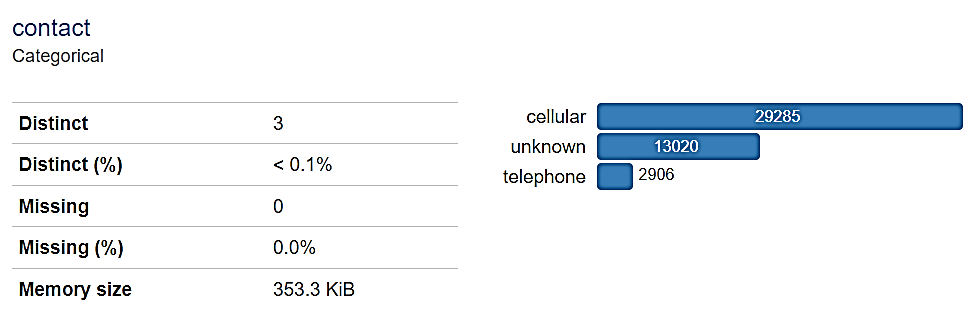 contact
Categorical
Distinct 3
Distinct (%) < 0.1%
Missing 0
Missing (%) 0.0%
Memory size 353.3 KiB
cellular 29285
unknown 13020
telephone 2906